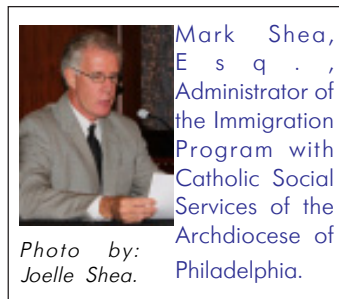 Mark Shea,
Esq.,
Administrator of
the Immigration
Program with
Catholic Social
Services of the
Archdiocese of
Philadelphia.
Photo by:
Joelle Shea.